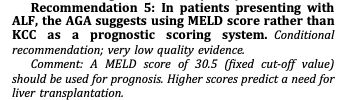 Recommendation 5: In patients presenting with
ALF, the AGA suggests using MELD score rather than
KCC as a prognostic scoring system. Conditional
recommendation; very low quality evidence.
Comment: A MELD score of 30.5 (fixed cut-off value)
should be used for prognosis. Higher scores predict a need for
liver transplantation.